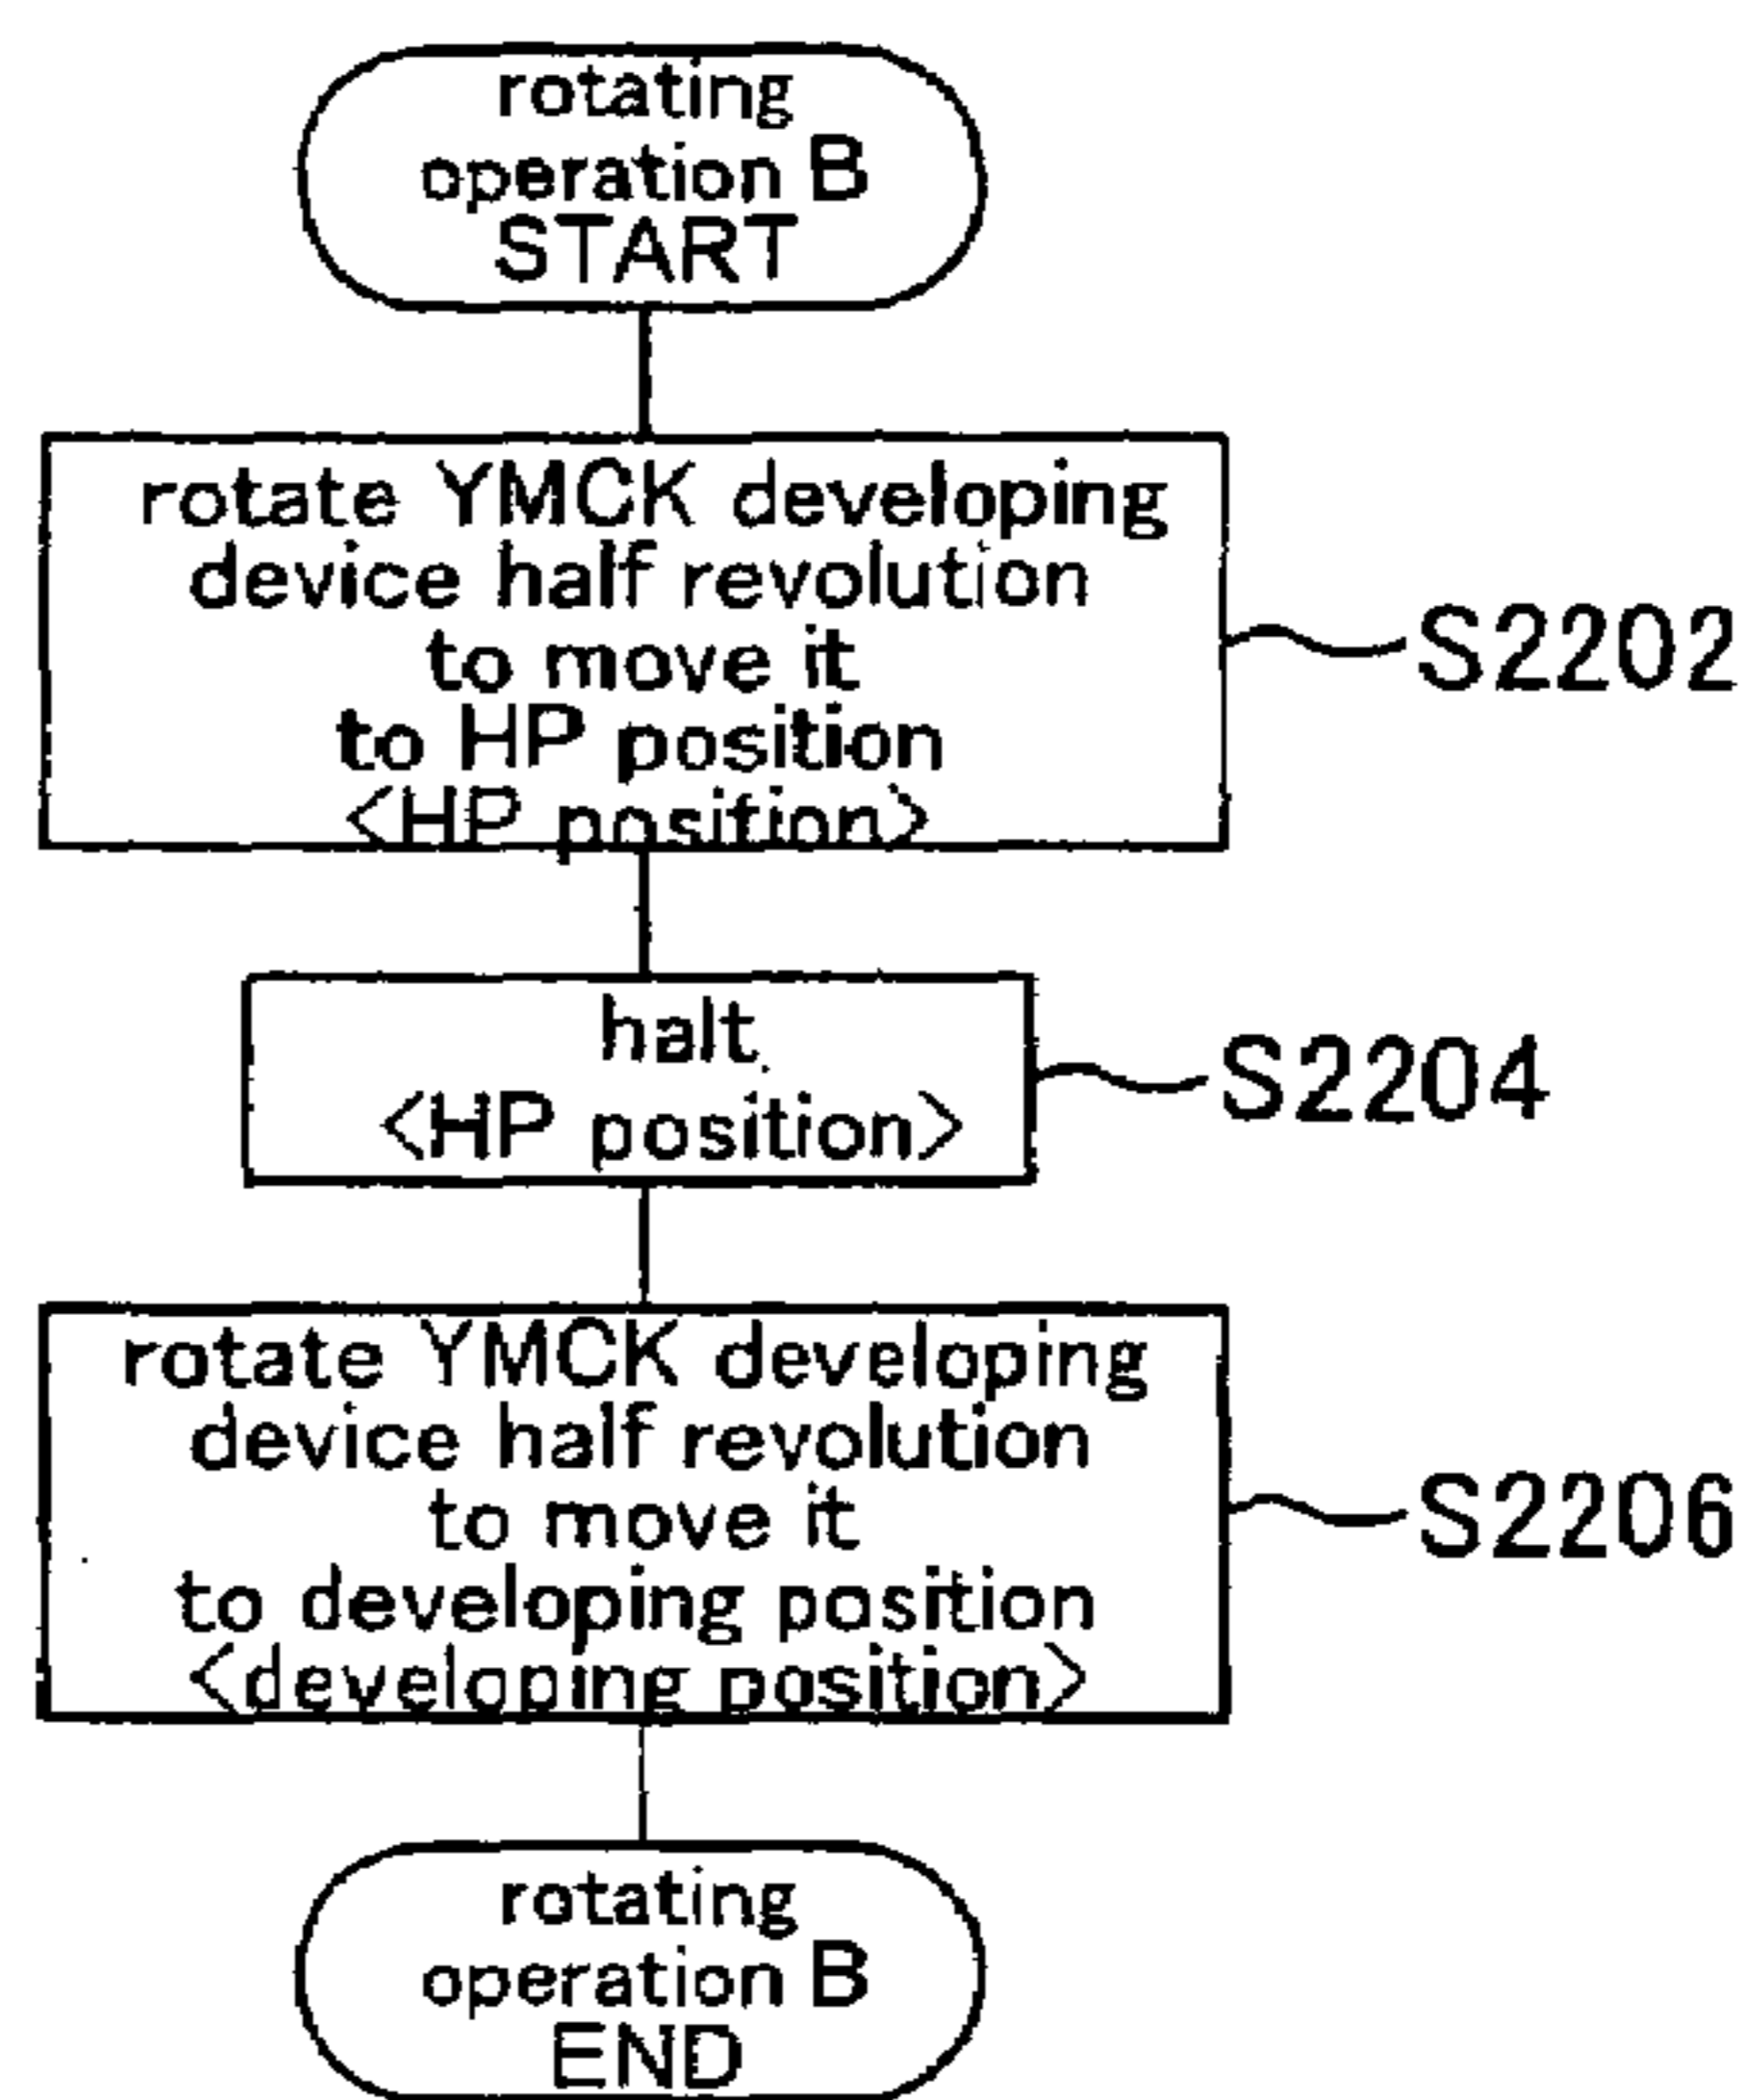 rotating
operation B
START
rotate YMCK developing
device half revolution
to move it
to HP position
<HP position>
S2202
halt
<HP position>
S2204
rotate YMCK developing
device half revolution
to move it
to developing position
<developing position>
S2206
rotating
operation B
END